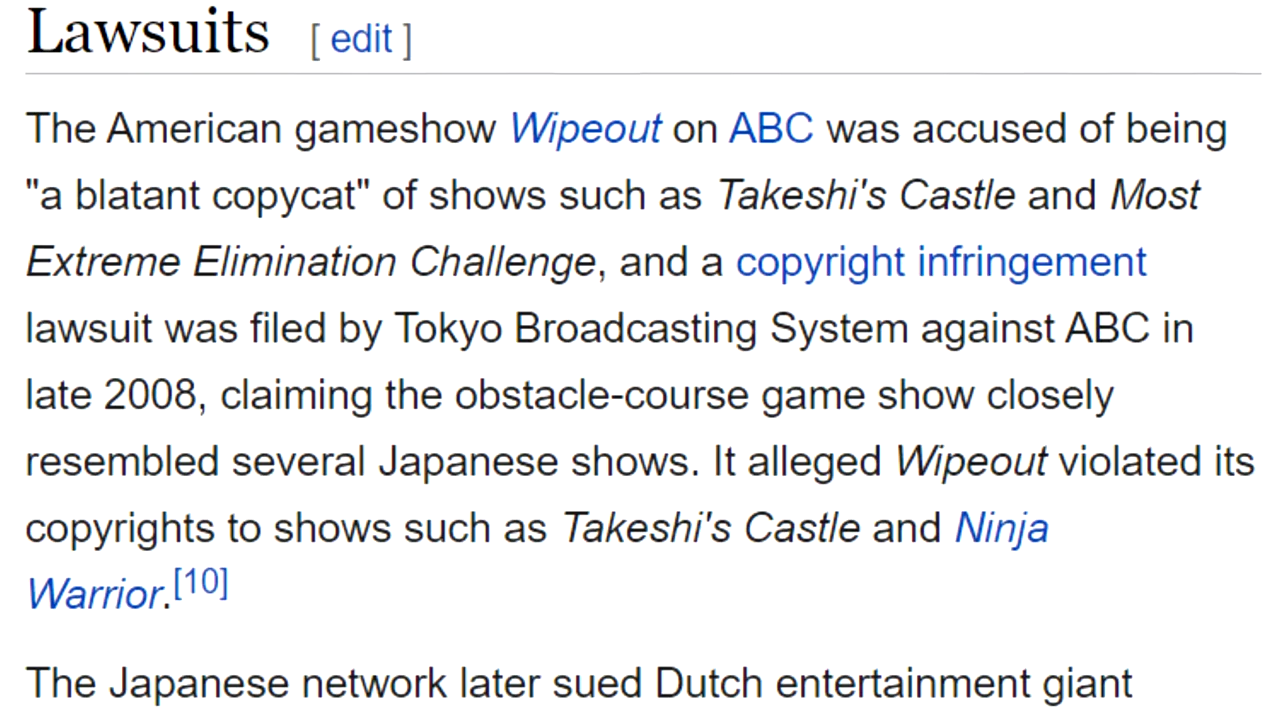 Lawsuits [ edit ]
The American gameshow Wipeout on ABC was accused of being
"a blatant copycat" of shows such as Takeshi's Castle and Most
Extreme Elimination Challenge, and a copyright infringement
lawsuit was filed by Tokyo Broadcasting System against ABC in
late 2008, claiming the obstacle-course game show closely
resembled several Japanese shows. It alleged Wipeout violated its
copyrights to shows such as Takeshi's Castle and Ninja
Warrior.[10]
The Japanese network later sued Dutch entertainment giant